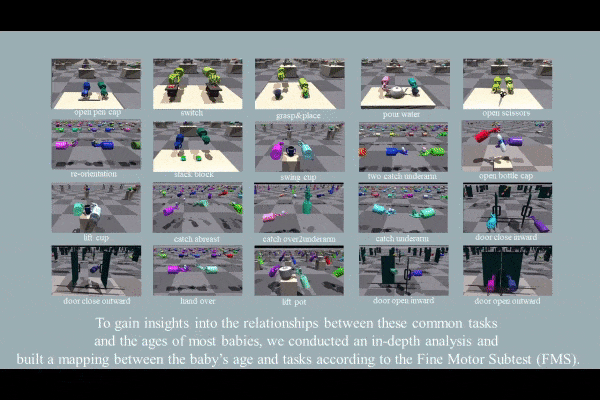 open pen cap
switch
grasp&place
pour water
open scissors
re-orientation
stack block
swing cup
two catch underarm
open bottle cap
lift cup
catch abreast
catch over2underarm
catch underarm
door close inward
door close outward
hand over
lift pot
door open inward
door open outward
To gain insights into the relationships between these common tasks
and the ages of most babies, we conducted an in-depth analysis and
built a mapping between the baby's age and tasks according to the Fine Motor Subtest (FMS).